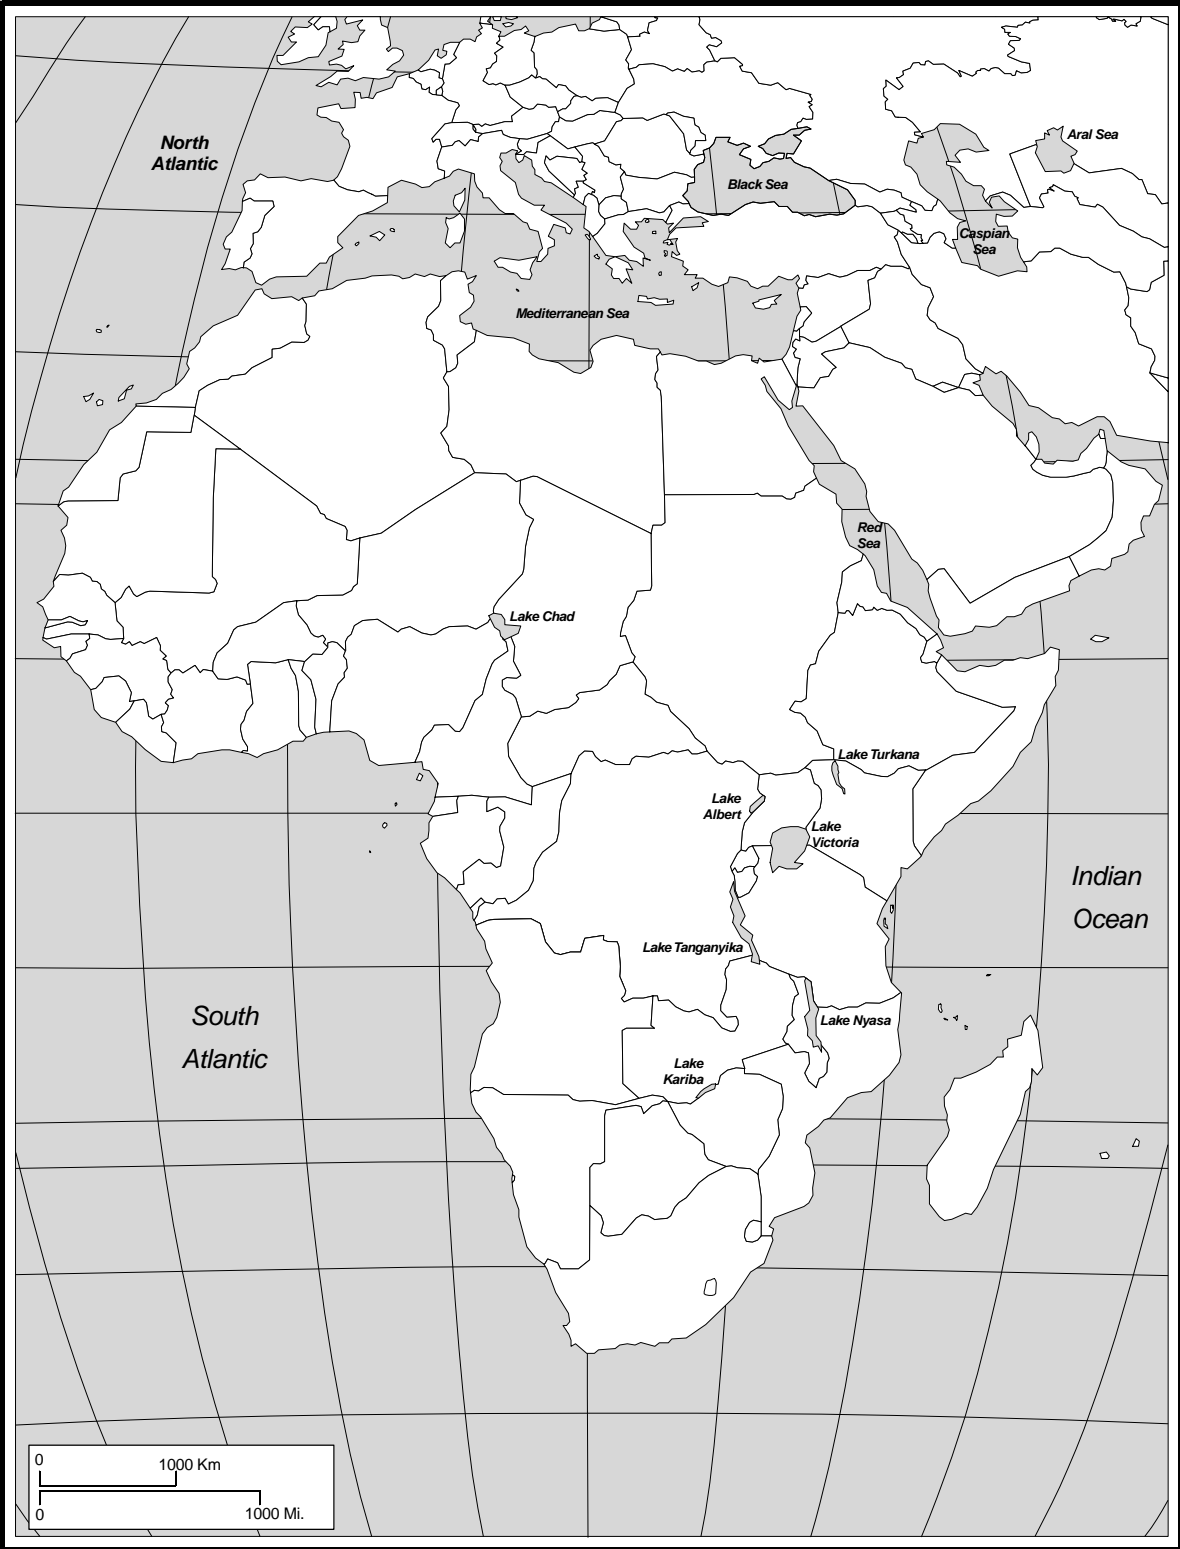 North
Atlantic
Aral Sea
Black Sea
Caspian
Sea
Mediterranean Sea
Red
Sea
Lake Chad
Lake Turkana
Lake
Albert
Lake
Victoria
Indian
Ocean
Lake Tanganyika
South
Atlantic
Lake Nyasa
Lake
Kariba
0
1000 Km
0
1000 Mi.